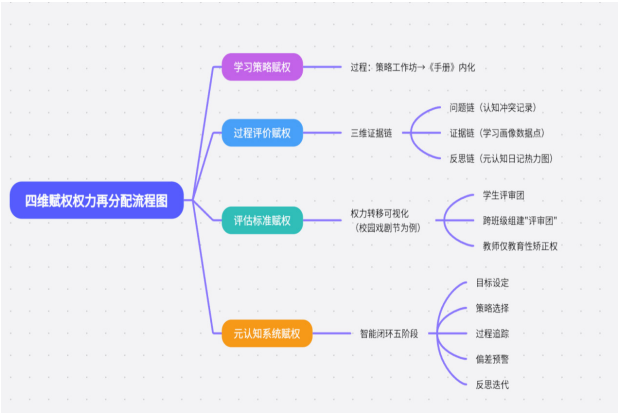 四维赋权权力再分配流程图
学习策略赋权
过程：策略工作坊→《手册》内化
过程评价赋权
三维证据链
问题链（认知冲突记录）
证据链（学习画像数据点）
反思链（元认知日记热力图）
评估标准赋权
权力转移可视化
（校园戏剧节为例）
学生评审团
跨班级组建"评审团"
教师仅教育性矫正权
元认知系统赋权
智能闭环五阶段
目标设定
策略选择
过程追踪
偏差预警
反思迭代